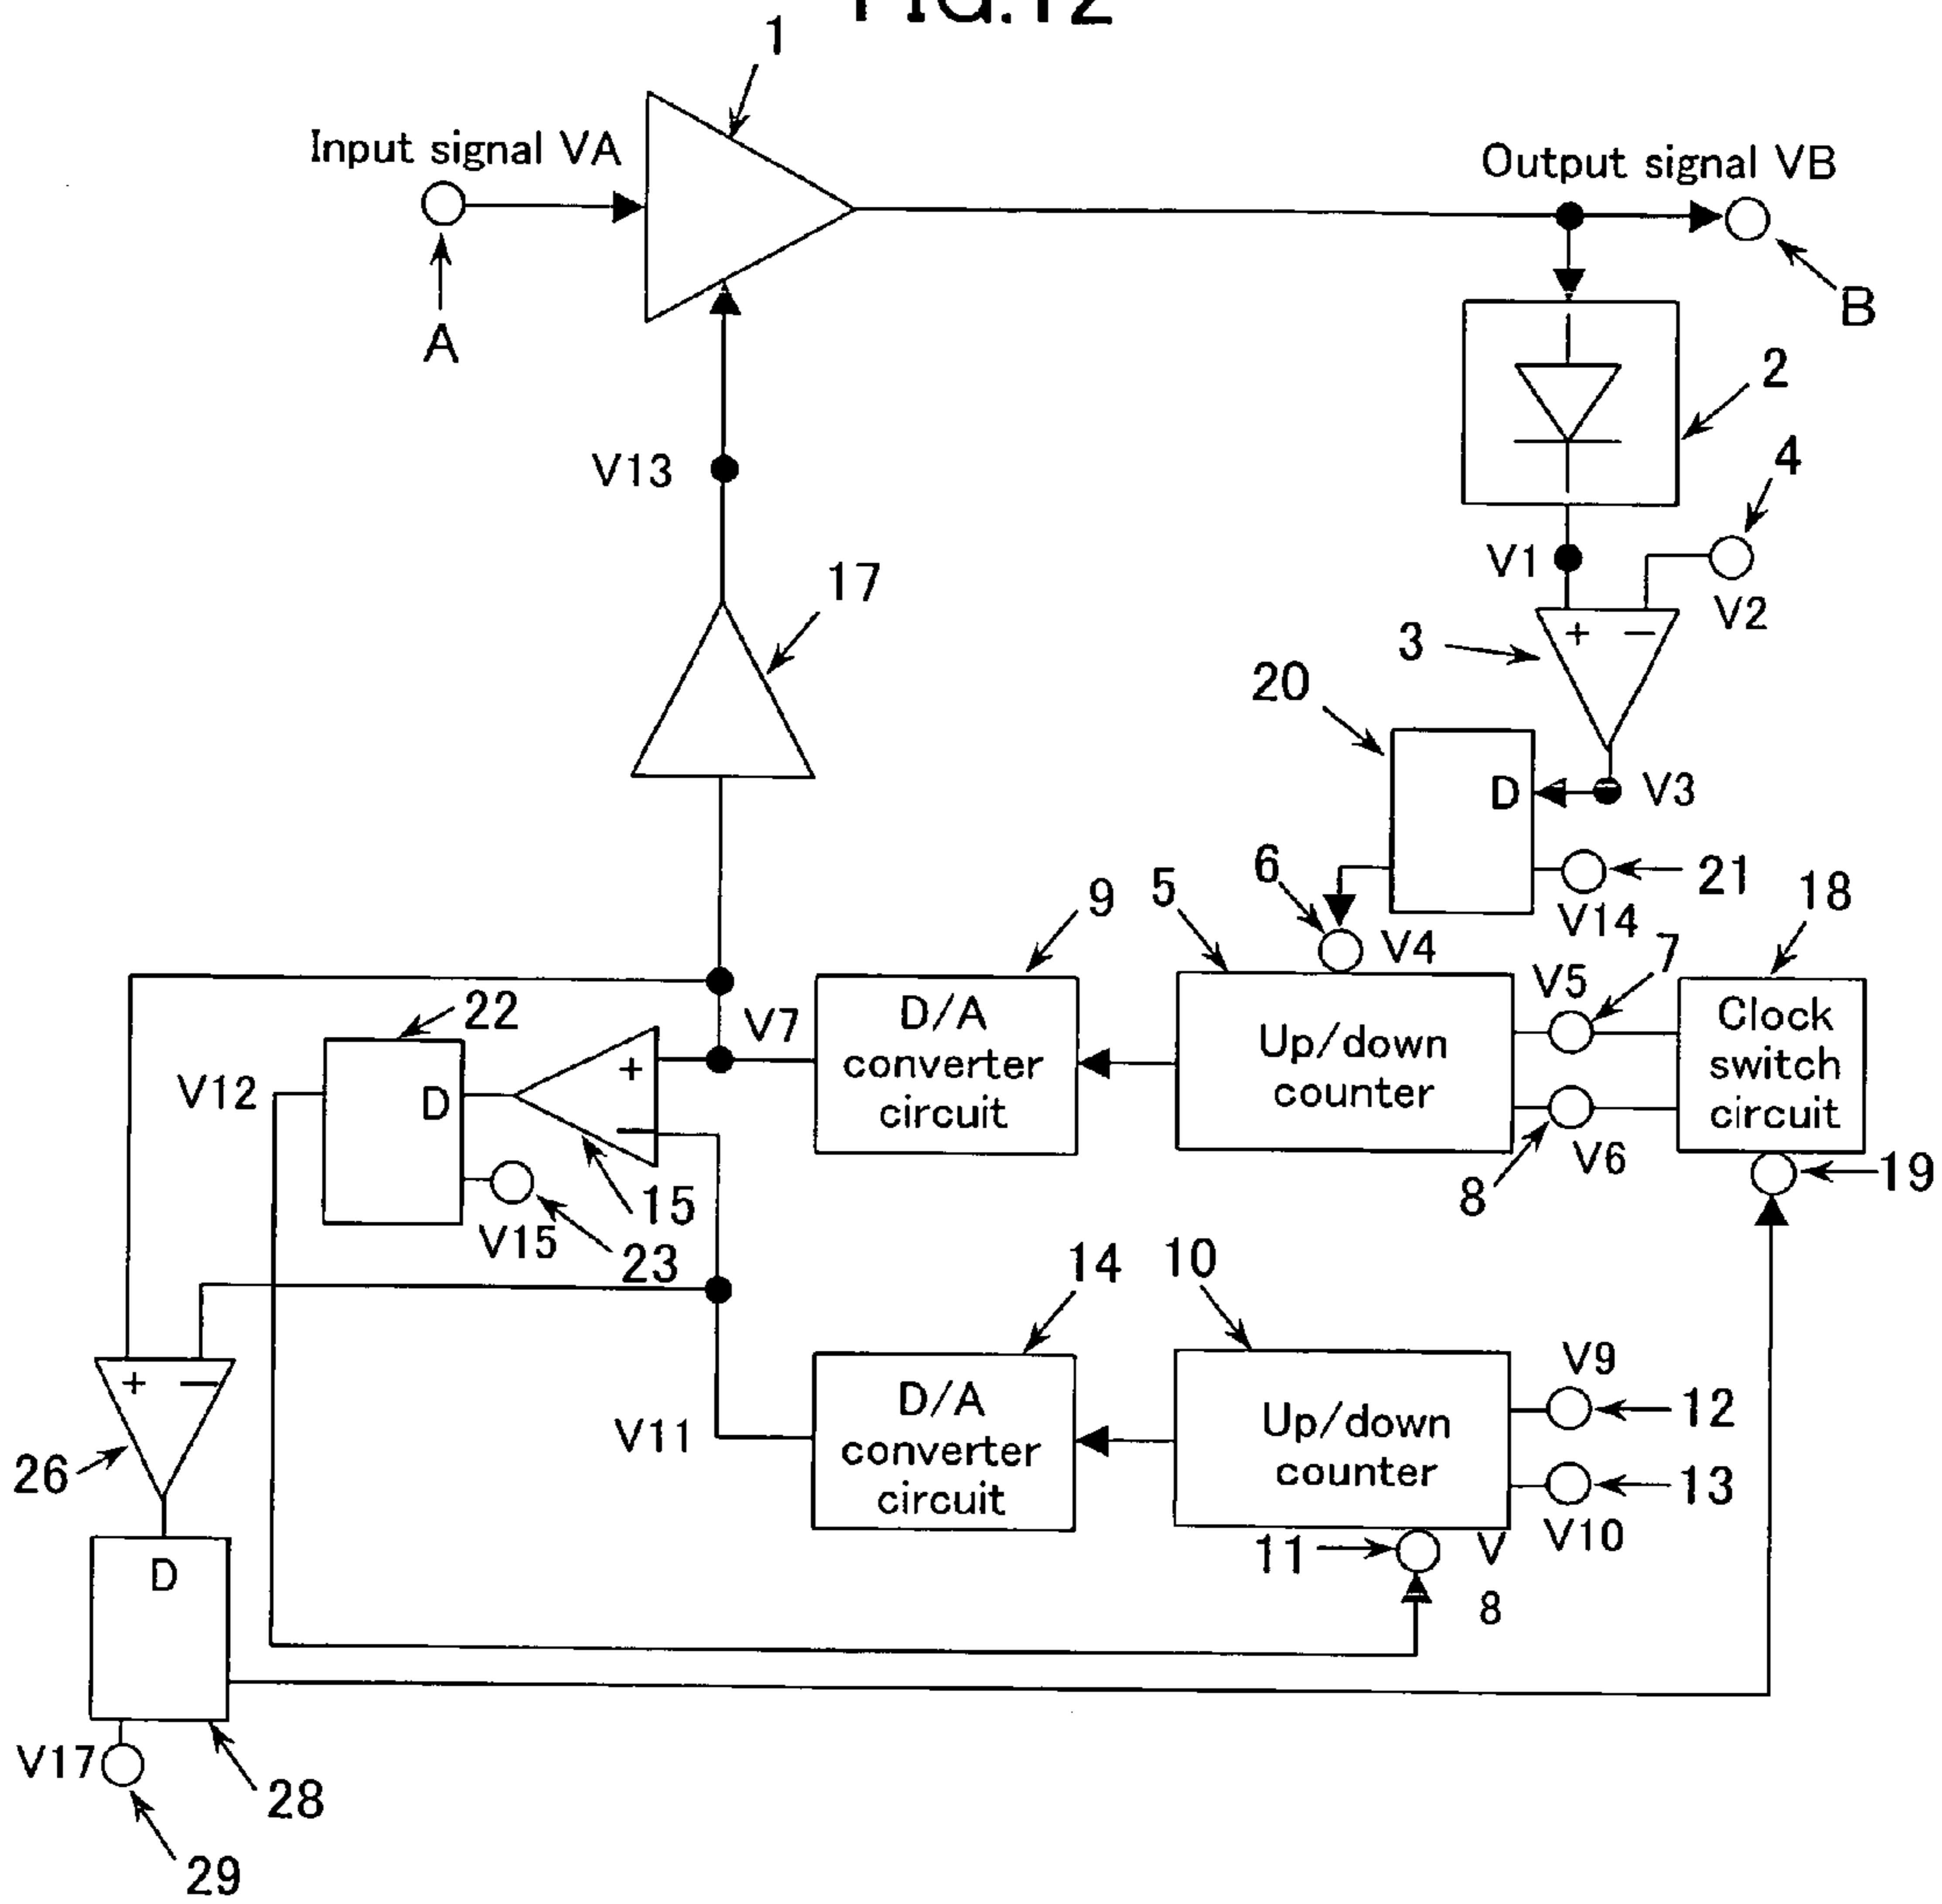 FIG.12
1
Input signal VA
Output signal VB
A
B
2
4
V13
V1
V2
17
+ −
3
20
D
V3
6
21
V14
9
5
V4
7
18
V5
22
V7
D/A
converter
circuit
Up/down
counter
Clock
switch
circuit
V12
D
+
−
V6
19
8
15
V15
23
14
10
+ −
V9
12
V11
D/A
converter
circuit
Up/down
counter
26
13
V10
11
V
8
D
V17
28
29